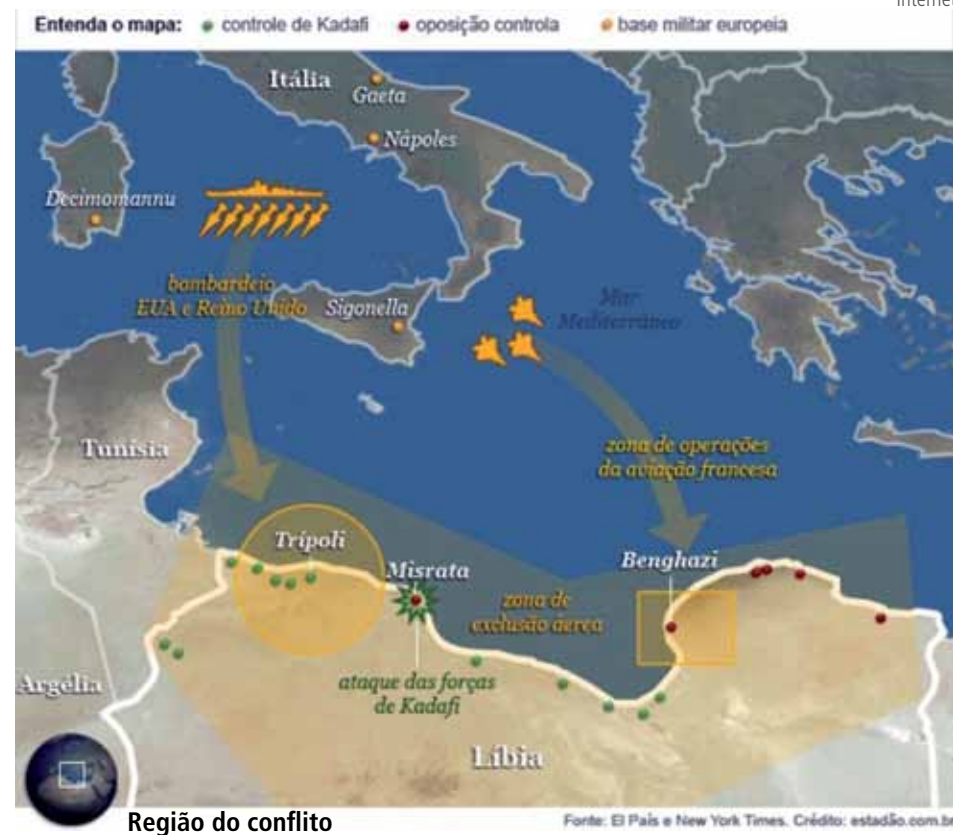 Internet
Entenda o mapa: controle de Kadafi oposição controla base militar europeia
Itália
Gaeta
Nápoles
Decimomannu
bombardeio
EUA e Reino Unido
Sigonella
Mar
Mediterrâneo
Tunísia
zona de operações
da aviação francesa
Trípoli
Misrata
Benghazi
zona de
exclusão aérea
Argélia
ataque das forças
de Kadafi
Líbia
Região do conflito
Fonte: El País e New York Times. Crédito: estadão.com.br